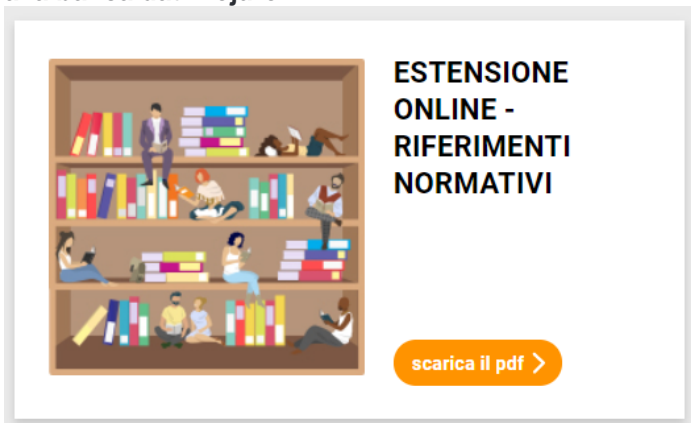 ESTENSIONE
ONLINE -
RIFERIMENTI
NORMATIVI
scarica il pdf